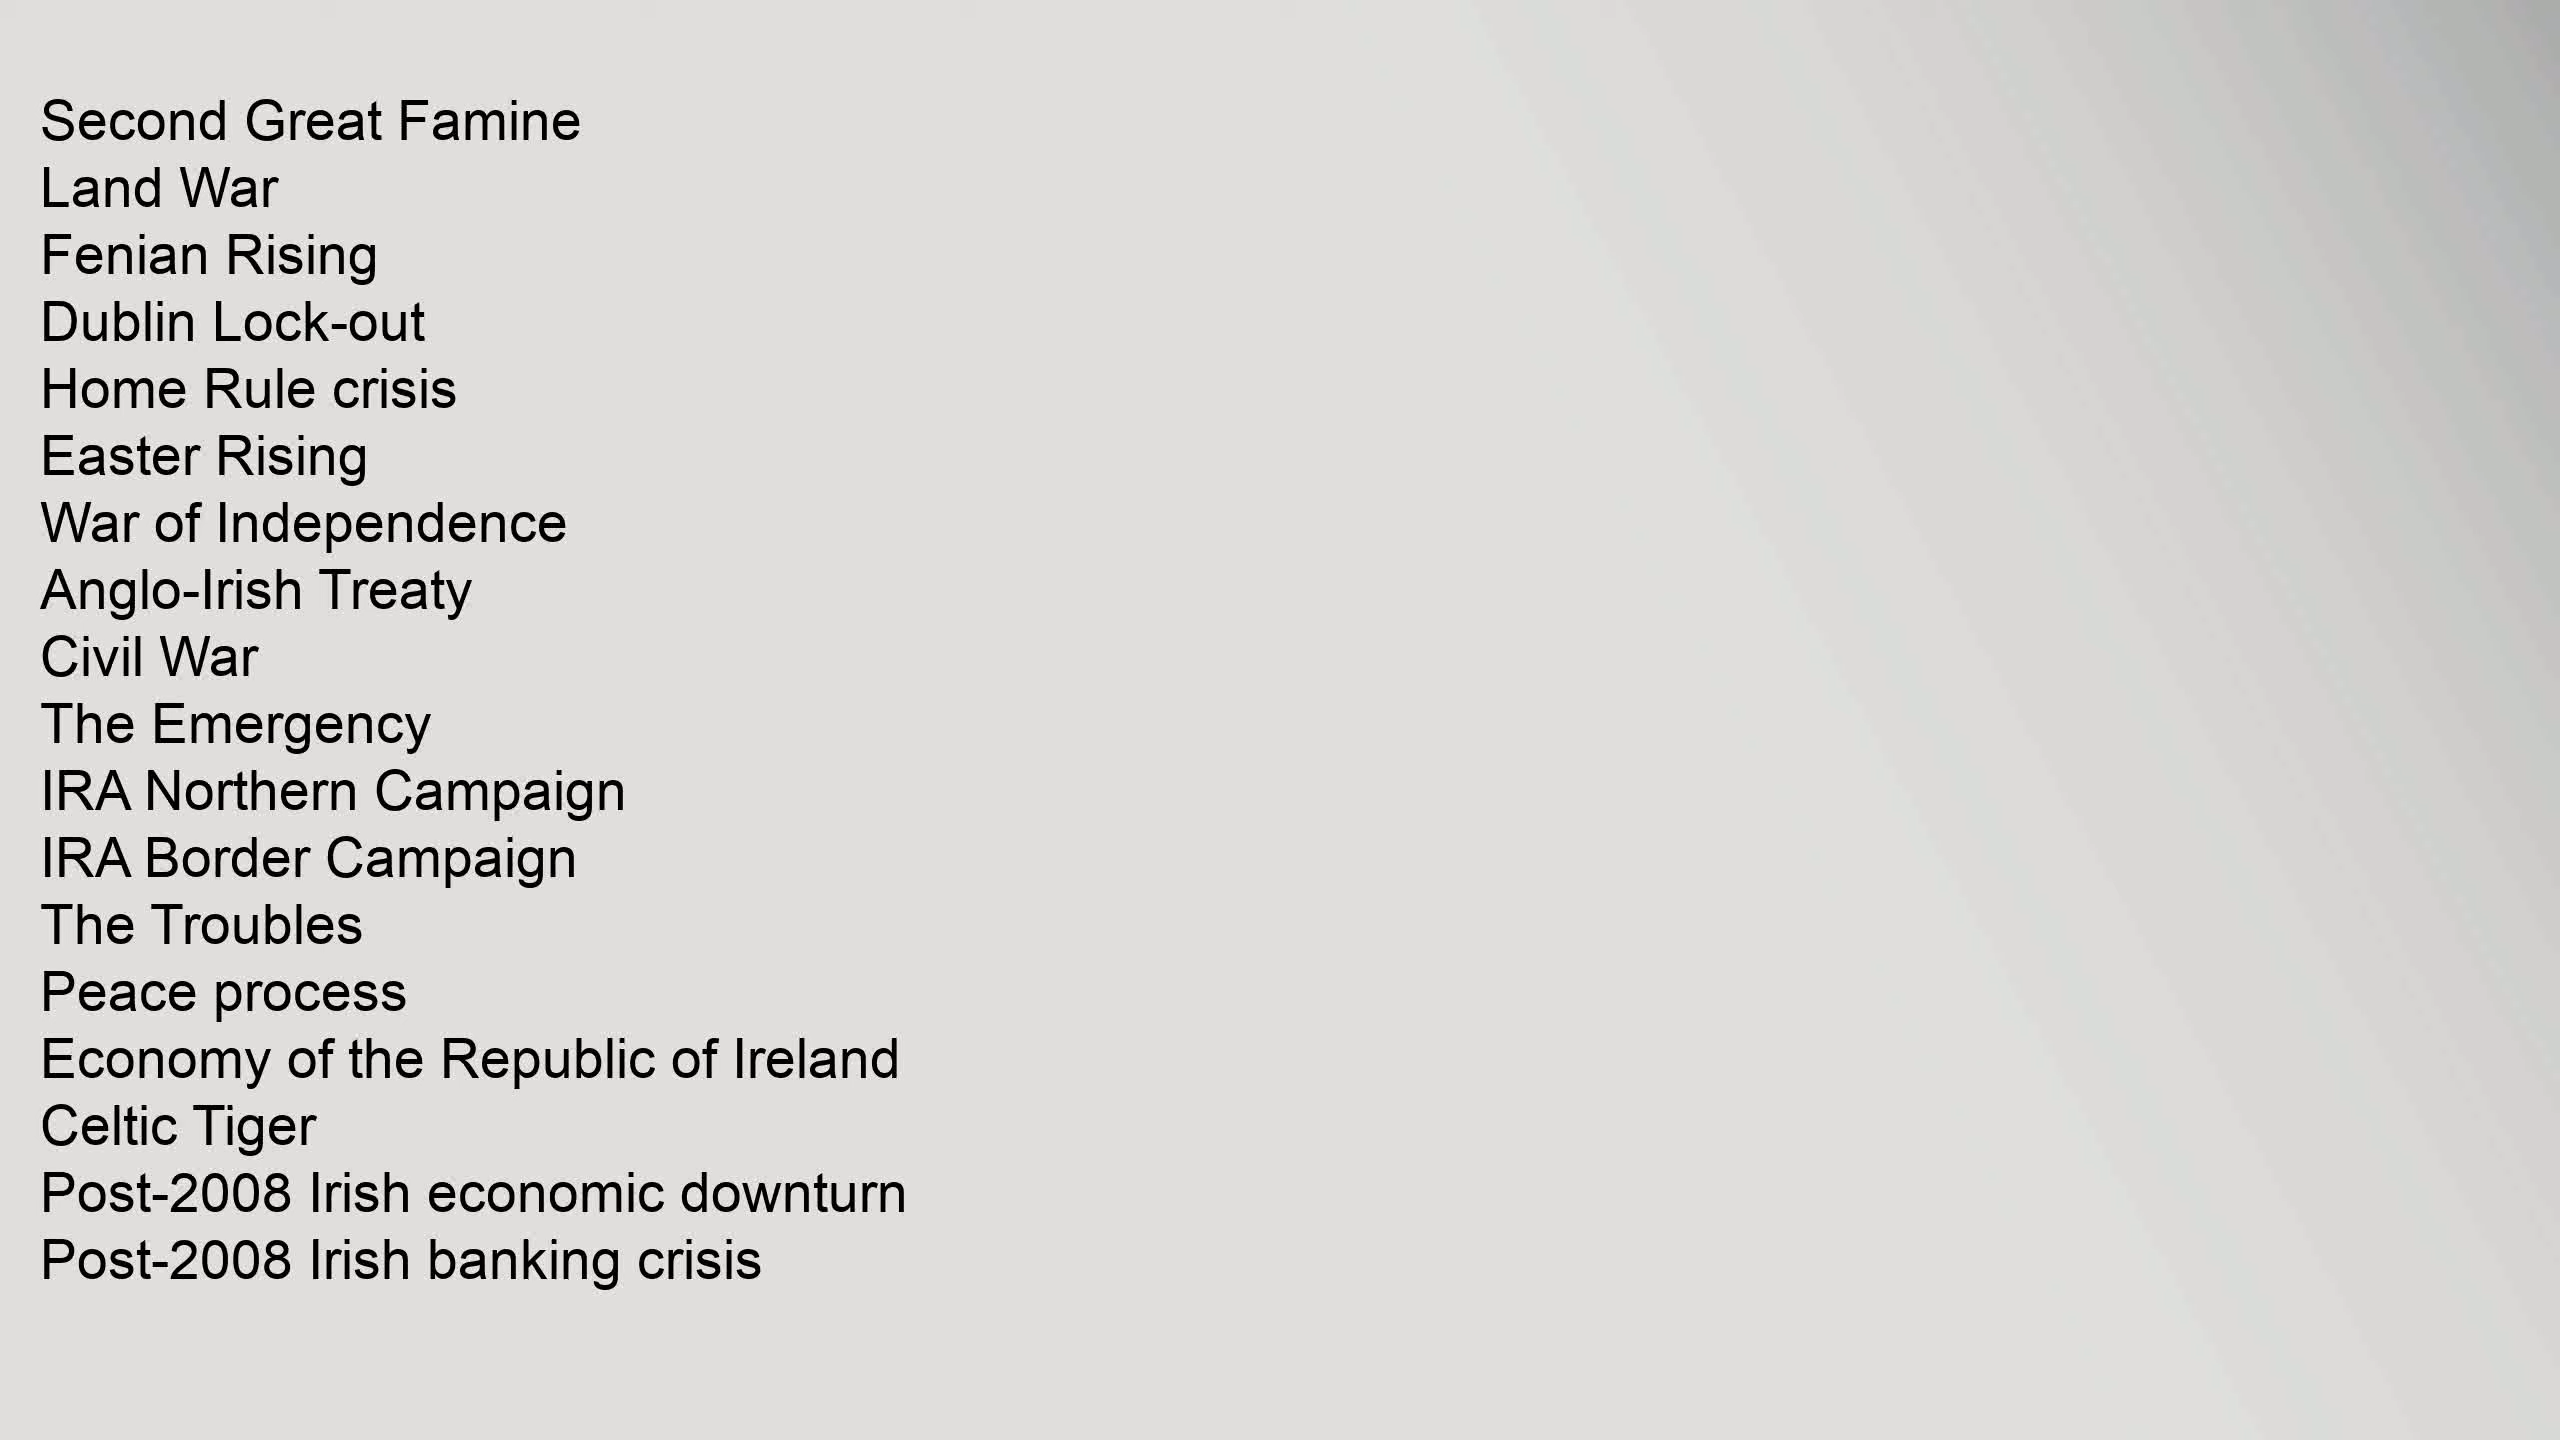 Second Great Famine
Land War
Fenian Rising
Dublin Lock-out
Home Rule crisis
Easter Rising
War of Independence
Anglo-Irish Treaty
Civil War
The Emergency
IRA Northern Campaign
IRA Border Campaign
The Troubles
Peace process
Economy of the Republic of Ireland
Celtic Tiger
Post-2008 Irish economic downturn
Post-2008 Irish banking crisis